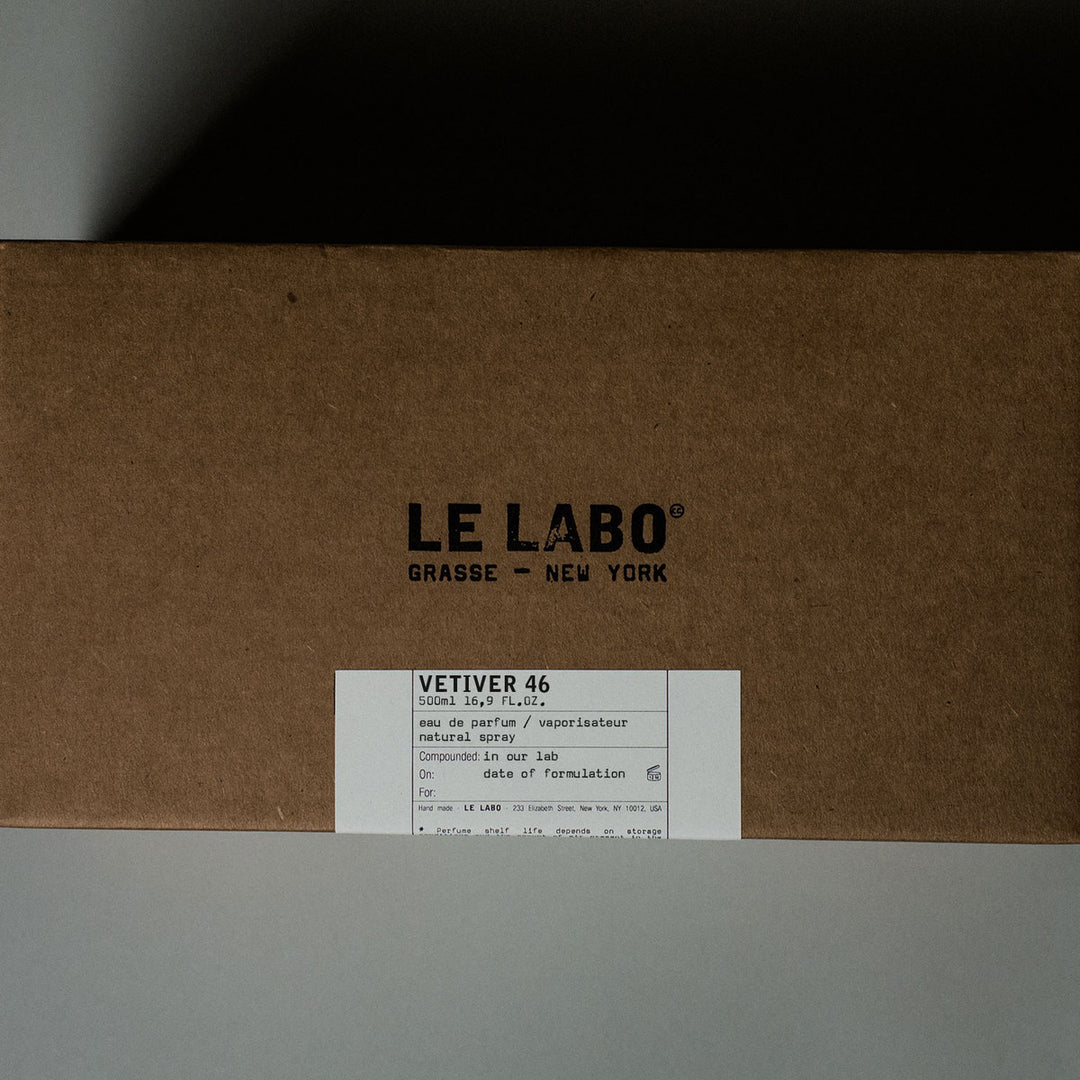 LE LABO
GRASSE — NEW YORK
VETIVER 46
500ml 16,9 FL.OZ.
eau de parfum / vaporisateur
natural spray
Compounded: in our lab
On: date of formulation
For:
Hand made · LE LABO · 233 Elizabeth Street, New York, NY 10012, USA
* Perfume shelf life depends on storage